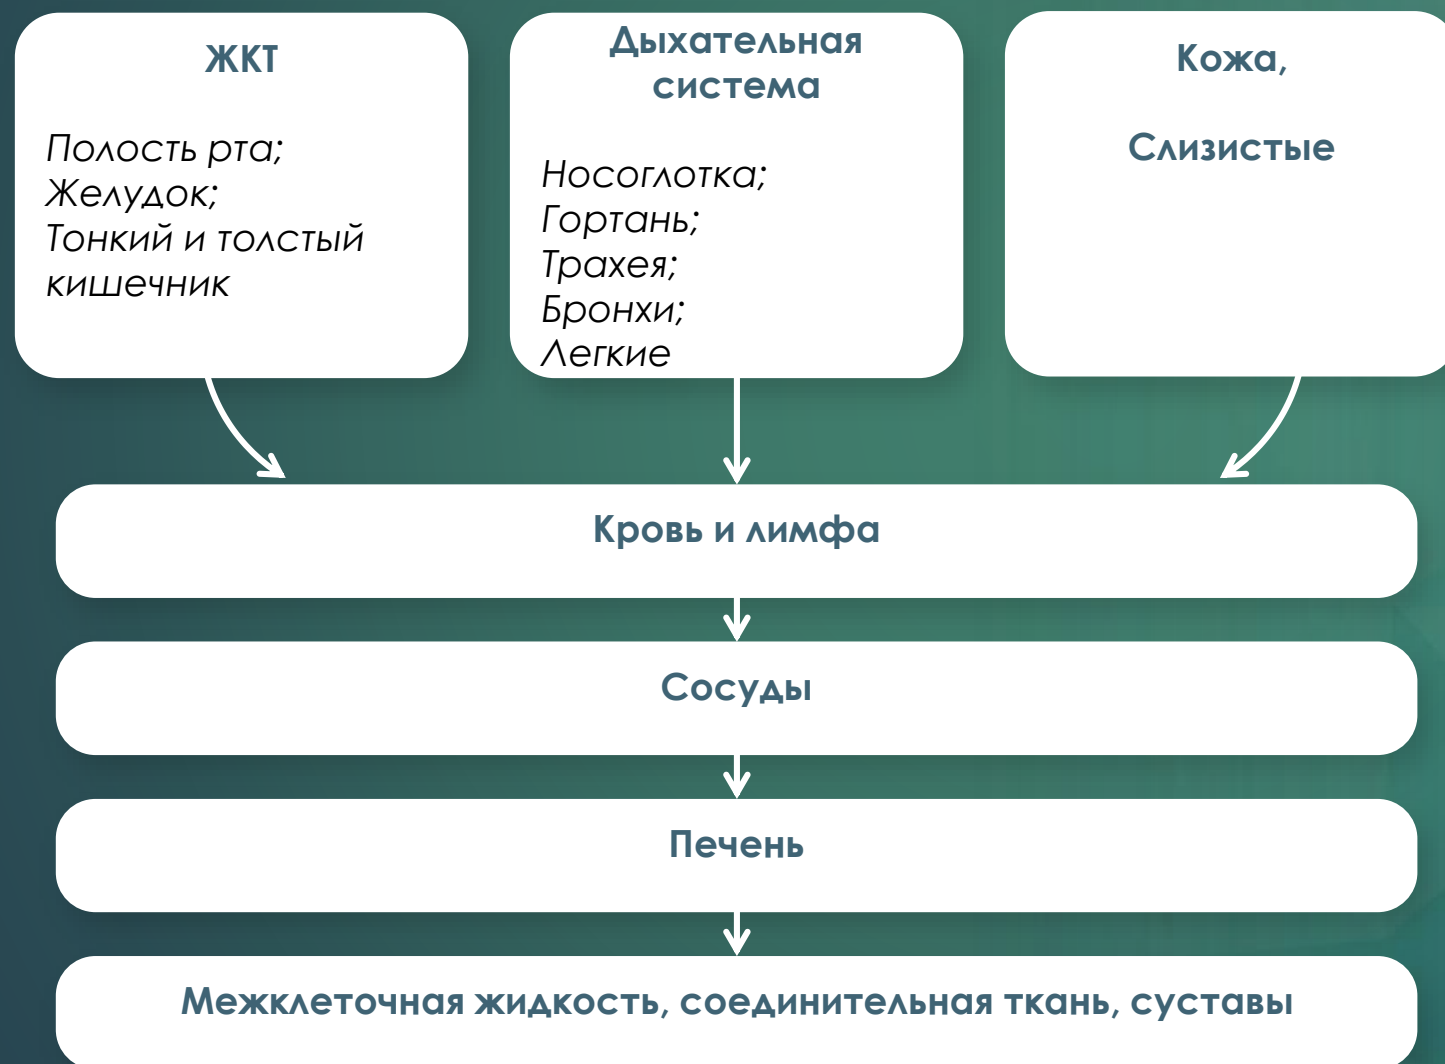 ЖКТ
Полость рта;
Желудок;
Тонкий и толстый
кишечник
Дыхательная
система
Носоглотка;
Гортань;
Трахея;
Бронхи;
Легкие
Кожа,
Слизистые
Кровь и лимфа
Сосуды
Печень
Межклеточная жидкость, соединительная ткань, суставы